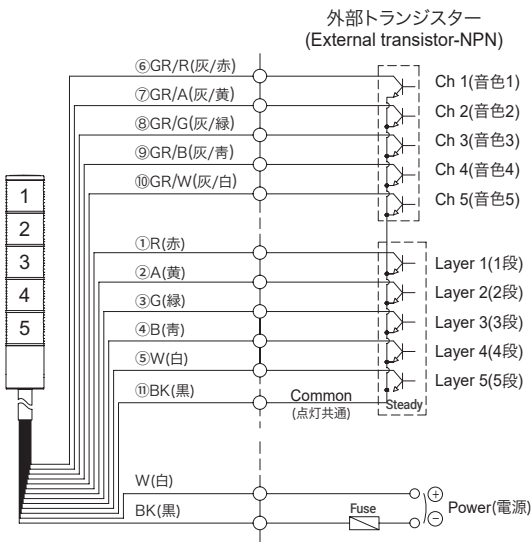 外部トランジスター
(External transistor-NPN)
⑥GR/R(灰/赤)
Ch 1(音色1)
⑦GR/A(灰/黄)
Ch 2(音色2)
⑧GR/G(灰/緑)
Ch 3(音色3)
⑨GR/B(灰/青)
Ch 4(音色4)
⑩GR/W(灰/白)
Ch 5(音色5)
1
2
3
4
5
①R(赤)
Layer 1(1段)
②A(黄)
Layer 2(2段)
③G(緑)
Layer 3(3段)
④B(青)
Layer 4(4段)
⑤W(白)
Layer 5(5段)
⑪BK(黒)
Common
(点灯共通)
Steady
W(白)
BK(黒)
Fuse
+
Power(電源)
-